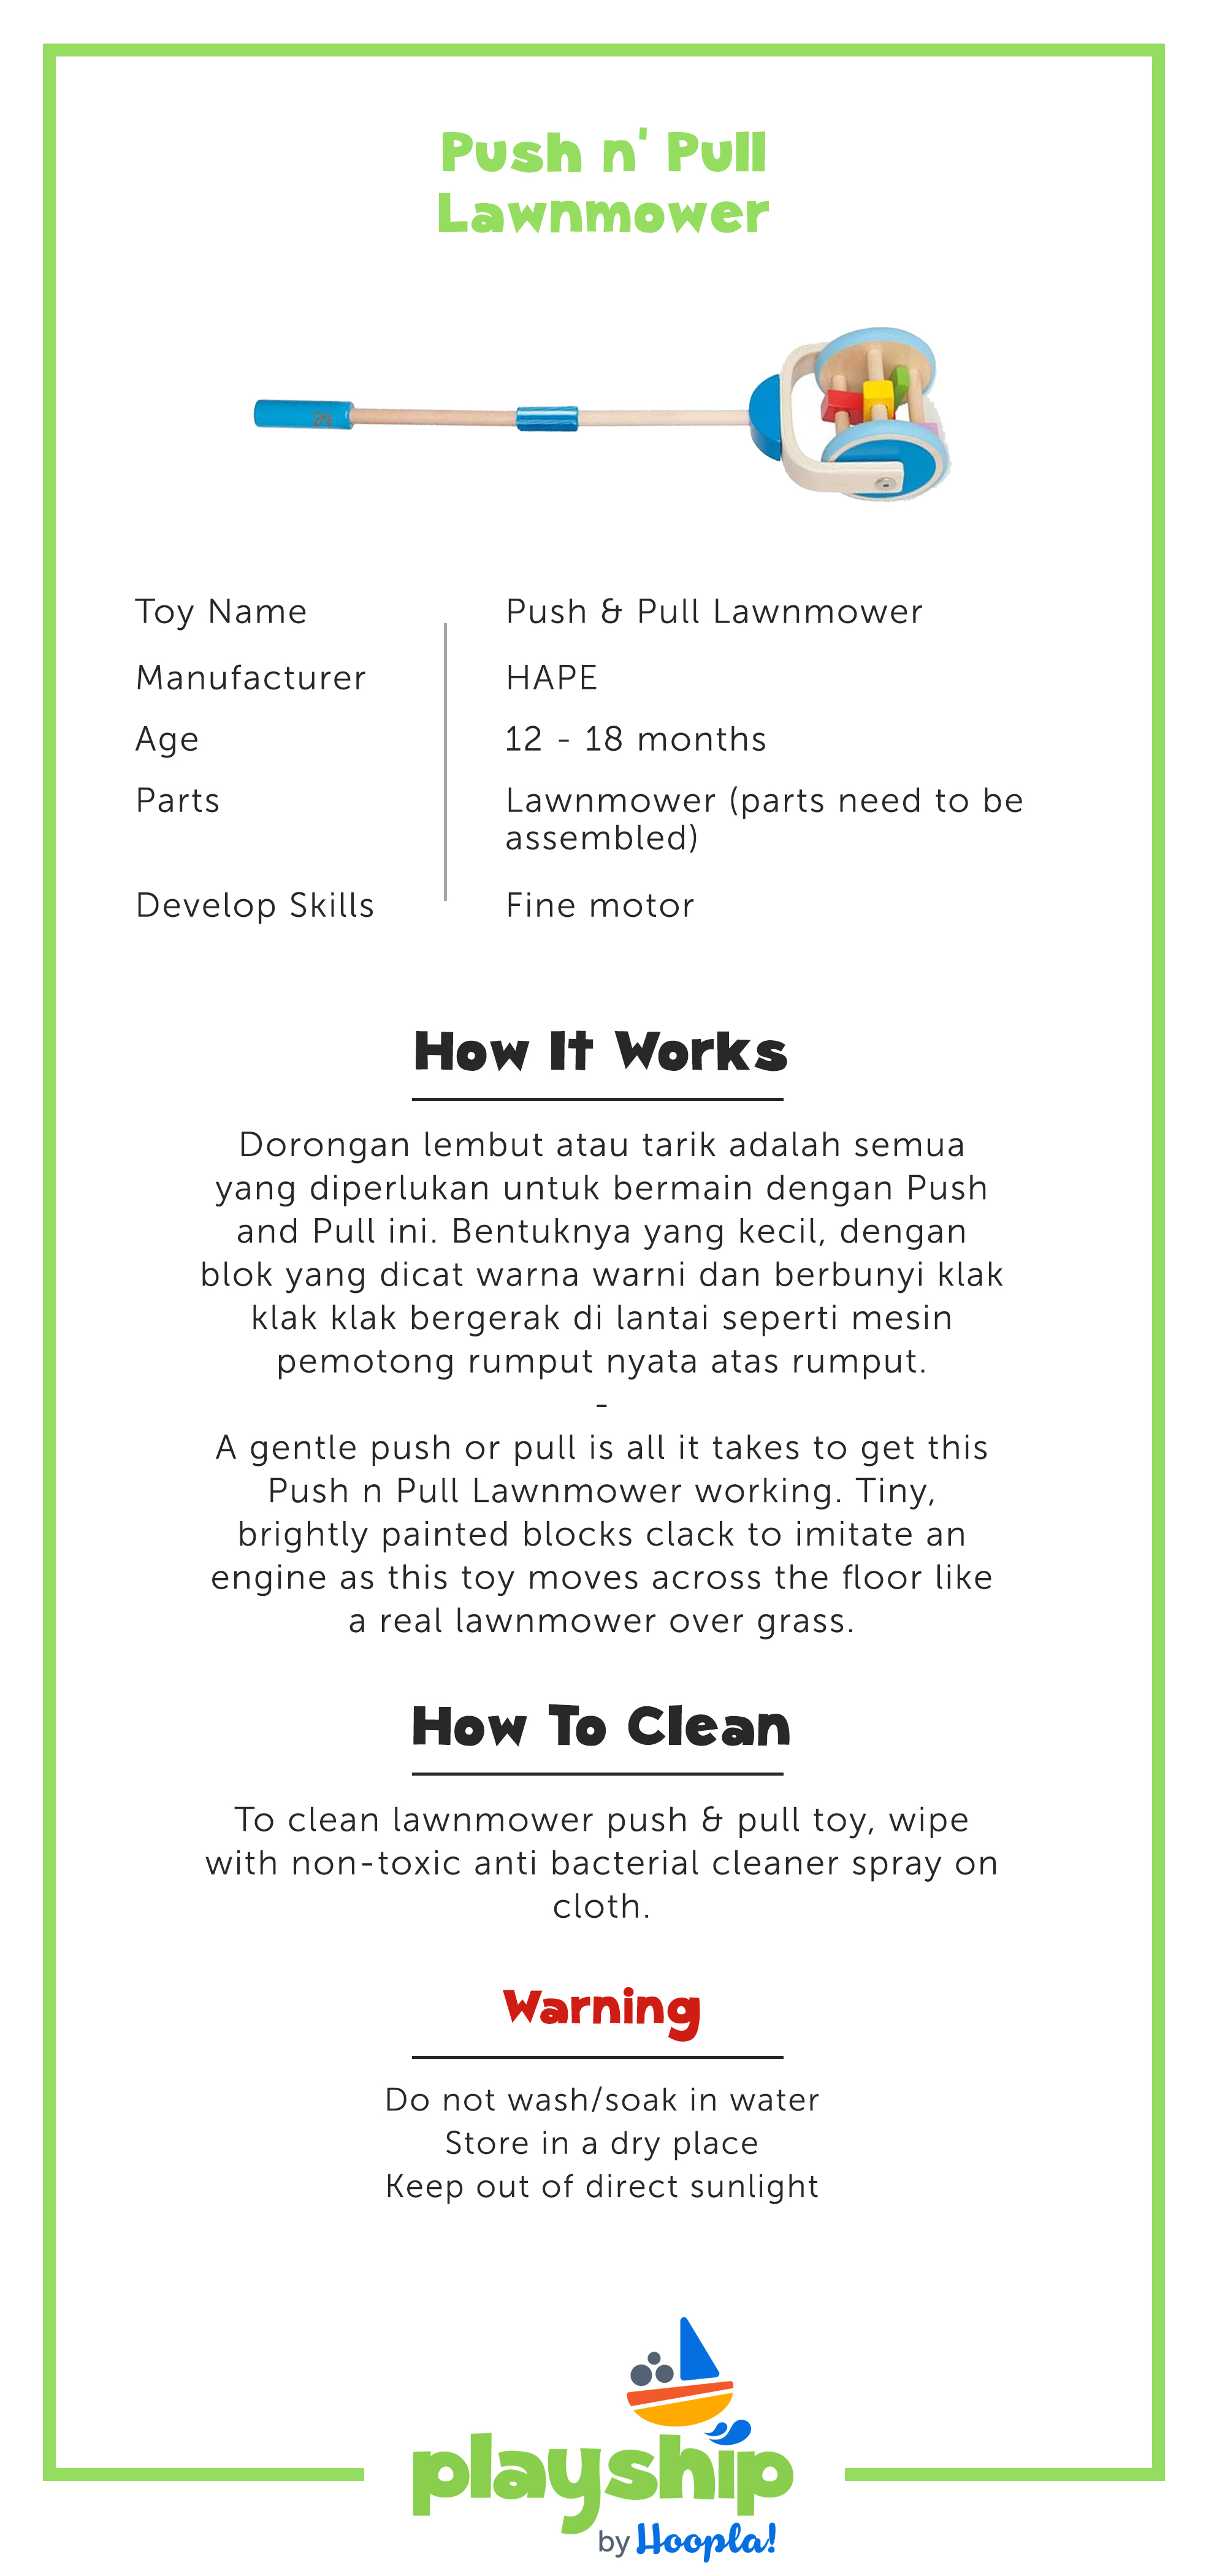 Push n' Pull
Lawnmower
Toy Name
Push & Pull Lawnmower
Manufacturer
HAPE
Age
12 - 18 months
Parts
Lawnmower (parts need to be
assembled)
Develop Skills
Fine motor
How It Works
Dorongan lembut atau tarik adalah semua
yang diperlukan untuk bermain dengan Push
and Pull ini. Bentuknya yang kecil, dengan
blok yang dicat warna warni dan berbunyi klak
klak klak bergerak di lantai seperti mesin
pemotong rumput nyata atas rumput.
-
A gentle push or pull is all it takes to get this
Push n Pull Lawnmower working. Tiny,
brightly painted blocks clack to imitate an
engine as this toy moves across the floor like
a real lawnmower over grass.
How To Clean
To clean lawnmower push & pull toy, wipe
with non-toxic anti bacterial cleaner spray on
cloth.
Warning
Do not wash/soak in water
Store in a dry place
Keep out of direct sunlight
playship
by Hoopla!